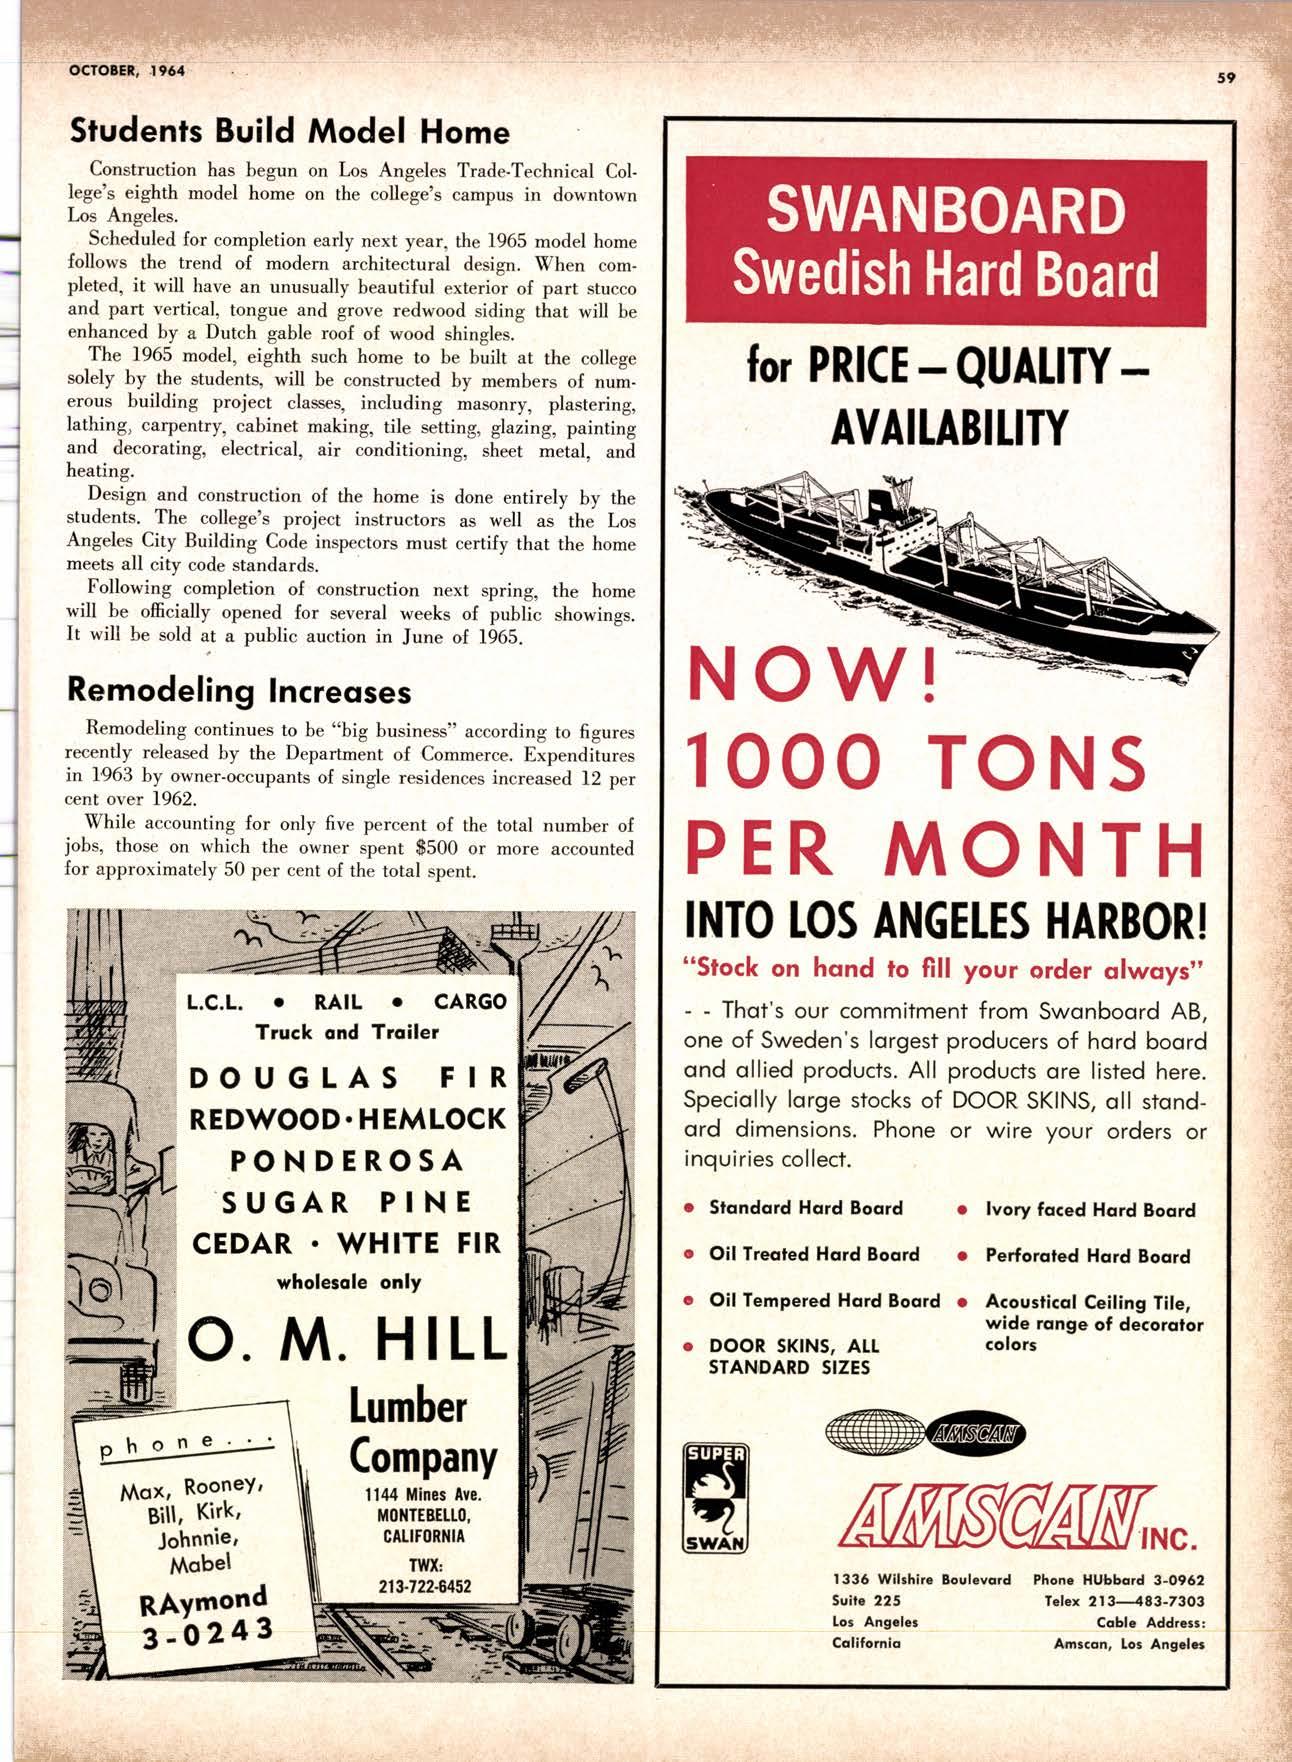 OCTOBER, 1964
59
Students Build Model Home
Construction has begun on Los Angeles Trade-Technical Col-
lege's eighth model home on the college's campus in downtown
Los Angeles.
Scheduled for completion early next year, the 1965 model home
follows the trend of modern architectural design. When com-
pleted, it will have an unusually beautiful exterior of part stucco
and part vertical, tongue and grove redwood siding that will be
enhanced by a Dutch gable roof of wood shingles.
The 1965 model, eighth such home to be built at the college
solely by the students, will be constructed by members of num-
erous building project classes, including masonry, plastering,
lathing, carpentry, cabinet making, tile setting, glazing, painting
and decorating, electrical, air conditioning, sheet metal, and
heating.
Design and construction of the home is done entirely by the
students. The college's project instructors as well as the Los
Angeles City Building Code inspectors must certify that the home
meets all city code standards.
Following completion of construction next spring, the home
will be officially opened for several weeks of public showings.
It will be sold at a public auction in June of 1965.
Remodeling Increases
Remodeling continues to be "big business" according to figures
recently released by the Department of Commerce. Expenditures
in 1963 by owner-occupants of single residences increased 12 per
cent over 1962.
While accounting for only five percent of the total number of
jobs, those on which the owner spent $500 or more accounted
for approximately 50 per cent of the total spent.
L.C.L. • RAIL • CARGO
Truck and Trailer
DOUGLAS FIR
REDWOOD·HEMLOCK
PONDEROSA
SUGAR PINE
CEDAR · WHITE FIR
wholesale only
O. M. HILL
Lumber
Company
1144 Mines Ave.
MONTEBELLO,
CALIFORNIA
TWX:
213-722-6452
phone...
Max, Rooney,
Bill, Kirk,
Johnnie,
Mabel
RAymond
3-0243
SWANBOARD
Swedish Hard Board
for PRICE — QUALITY —
AVAILABILITY
NOW!
1000 TONS
PER MONTH
INTO LOS ANGELES HARBOR!
"Stock on hand to fill your order always"
- - That's our commitment from Swanboard AB,
one of Sweden's largest producers of hard board
and allied products. All products are listed here.
Specially large stocks of DOOR SKINS, all stand-
ard dimensions. Phone or wire your orders or
inquiries collect.
• Standard Hard Board
• Oil Treated Hard Board
• Oil Tempered Hard Board
• DOOR SKINS, ALL
STANDARD SIZES
• Ivory faced Hard Board
• Perforated Hard Board
• Acoustical Ceiling Tile,
wide range of decorator
colors
AMSCAN
SUPER
SWAN
AMSCAN INC.
1336 Wilshire Boulevard
Suite 225
Los Angeles
California
Phone HUbbard 3-0962
Telex 213—483-7303
Cable Address:
Amscan, Los Angeles